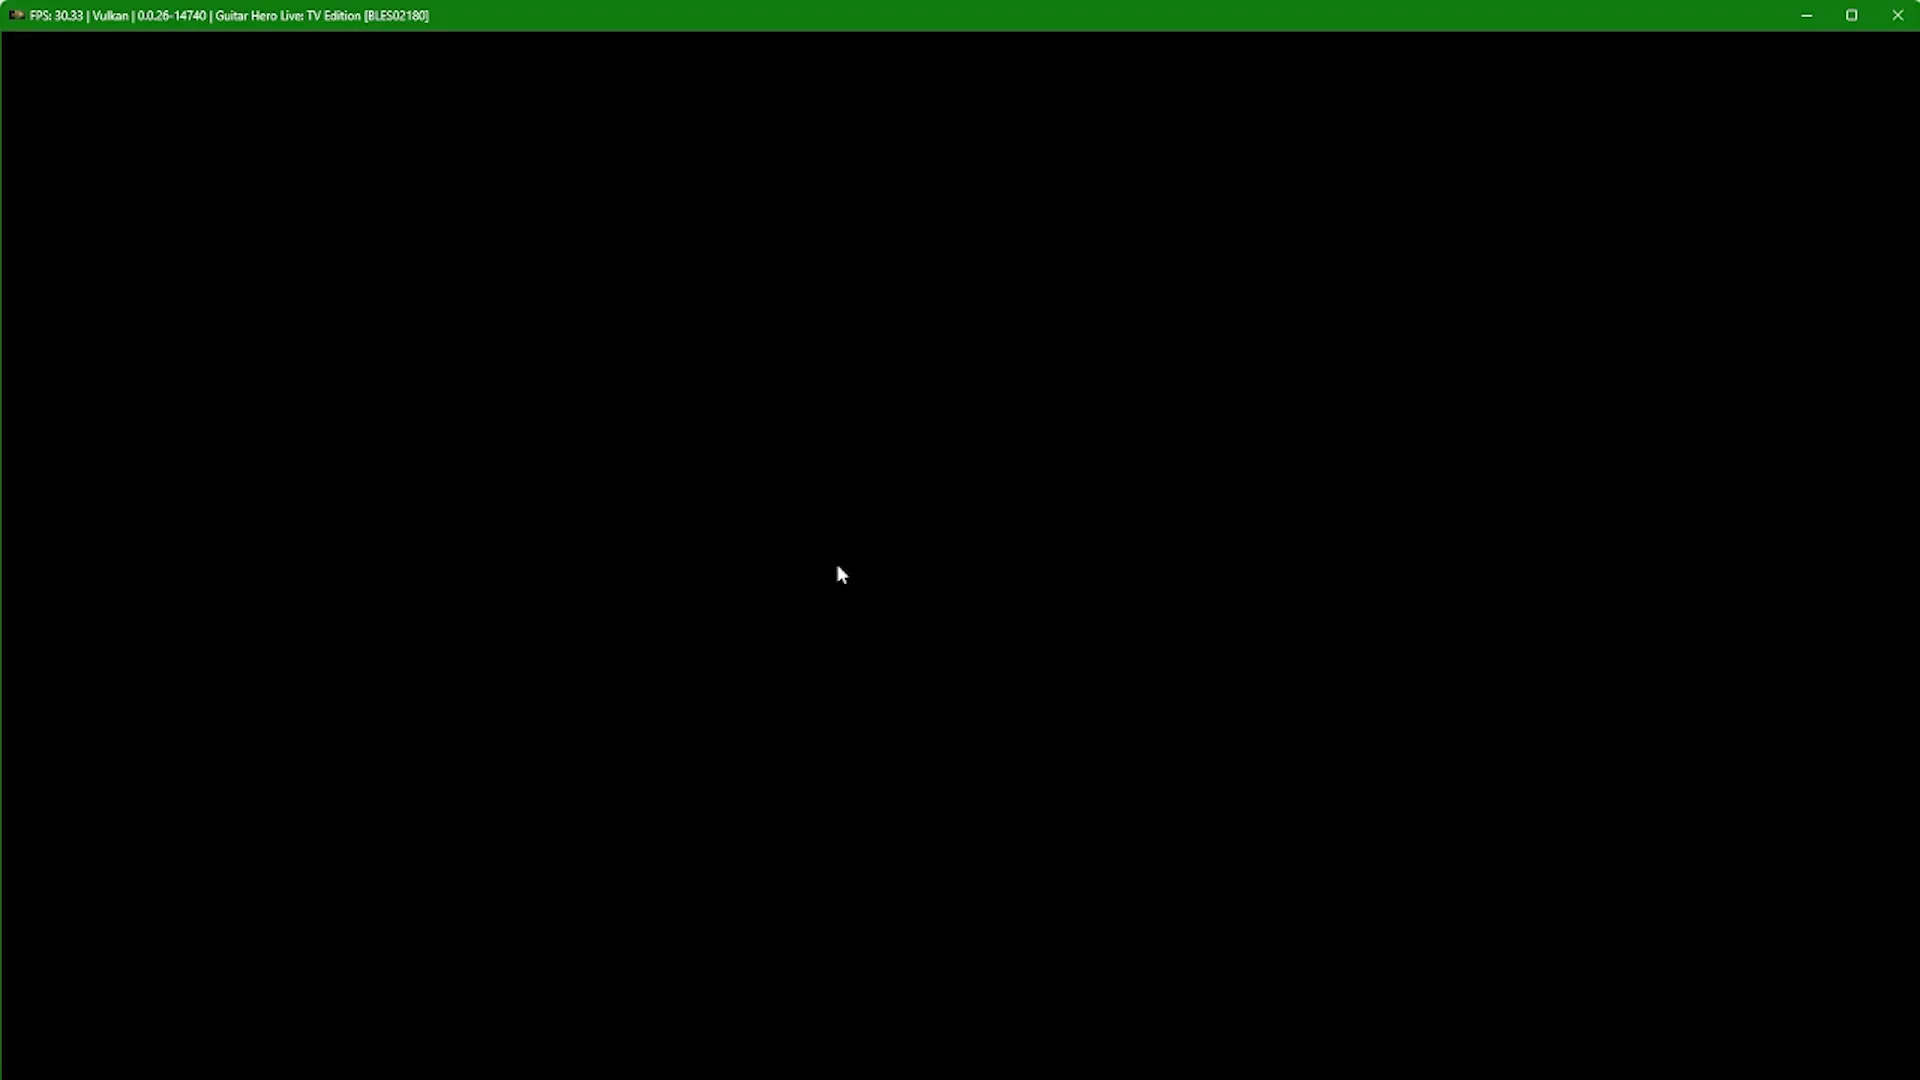 FPS: 30.33 | Vulkan | 0.0.26-14740 | Guitar Hero Live: TV Edition [BLES02180]